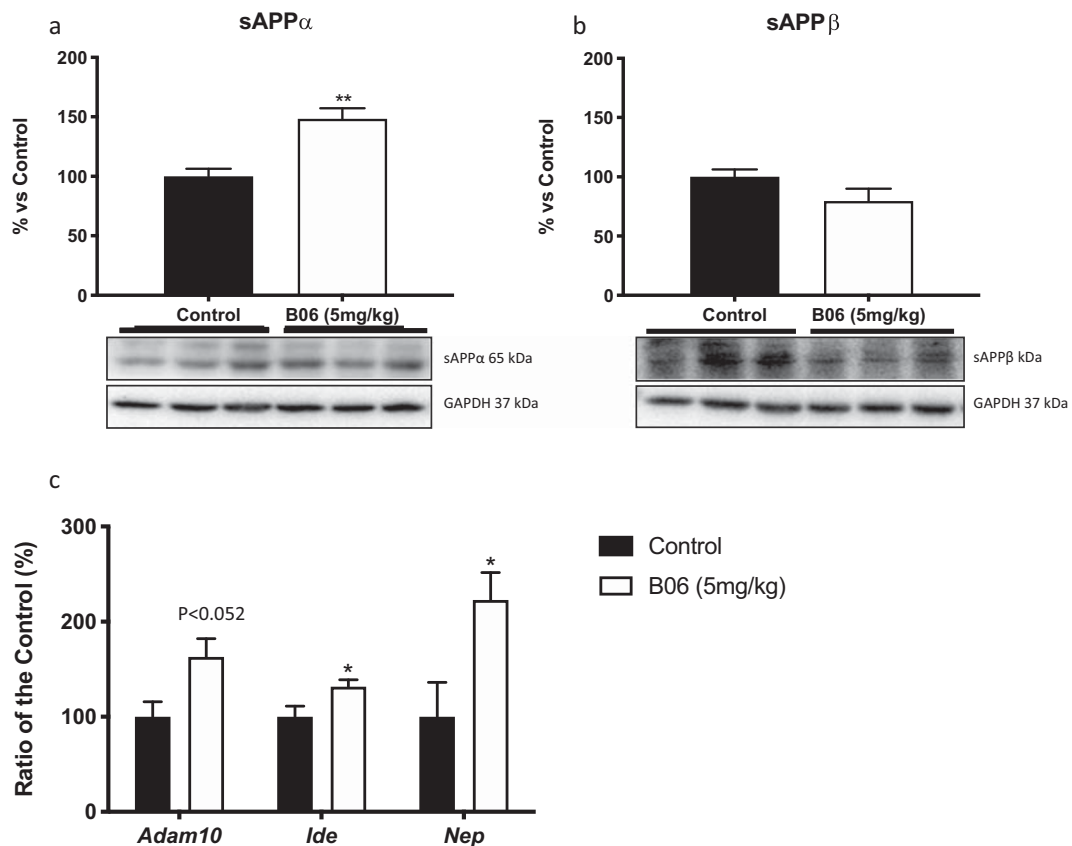 a
sAPPα
200
150
100
50
0
% vs Control
**
Control B06 (5mg/kg)
sAPPα 65 kDa
GAPDH 37 kDa
b
sAPPβ
200
150
100
50
0
% vs Control
Control B06 (5mg/kg)
sAPPβ kDa
GAPDH 37 kDa
c
300
200
100
0
Ratio of the Control (%)
P<0.052
*
*
Adam10 Ide Nep
Control
B06 (5mg/kg)